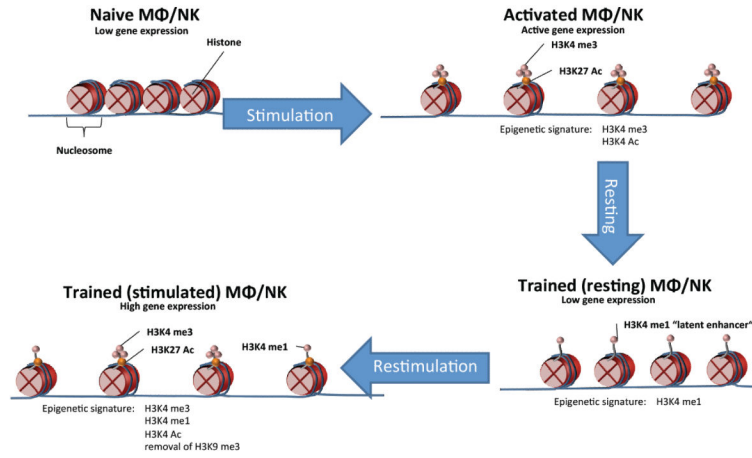 Naive MΦ/NK
Low gene expression
Histone
Nucleosome
Stimulation
Activated MΦ/NK
Active gene expression
H3K4 me3
H3K27 Ac
Epigenetic signature: H3K4 me3
H3K4 Ac
Resting
Trained (resting) MΦ/NK
Low gene expression
H3K4 me1 "latent enhancer"
Epigenetic signature: H3K4 me1
Restimulation
Trained (stimulated) MΦ/NK
High gene expression
H3K4 me3
H3K27 Ac
H3K4 me1
Epigenetic signature: H3K4 me3
H3K4 me1
H3K4 Ac
removal of H3K9 me3